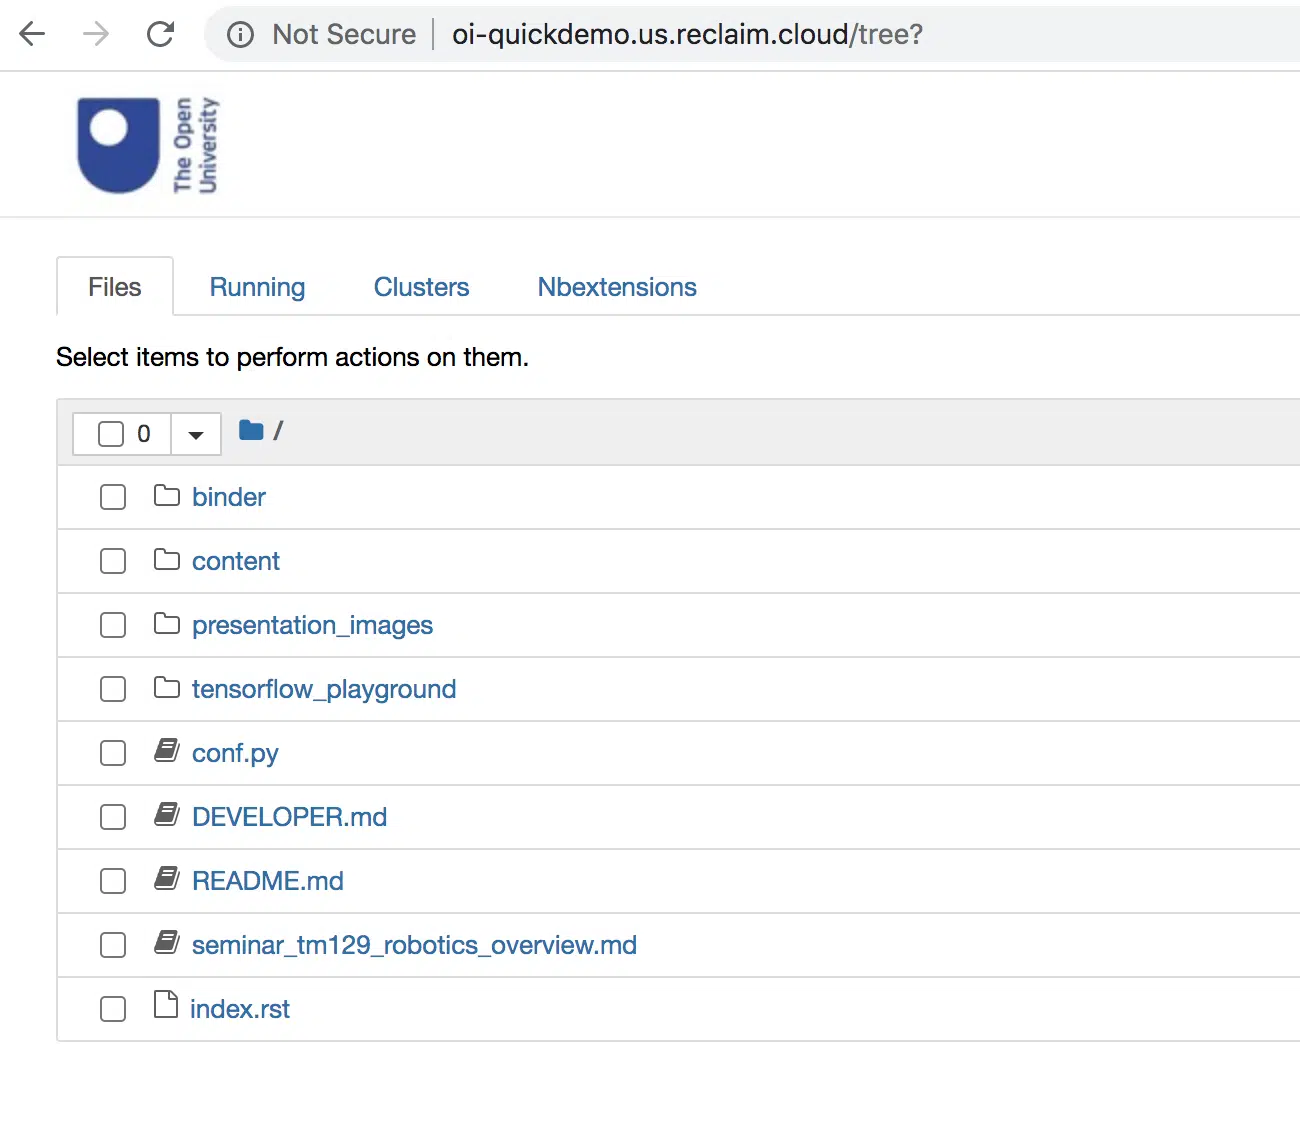 Not Secure | oi-quickdemo.us.reclaim.cloud/tree?
The Open
University
Files Running Clusters Nbextensions
Select items to perform actions on them.
0 /
binder
content
presentation_images
tensorflow_playground
conf.py
DEVELOPER.md
README.md
seminar_tm129_robotics_overview.md
index.rst